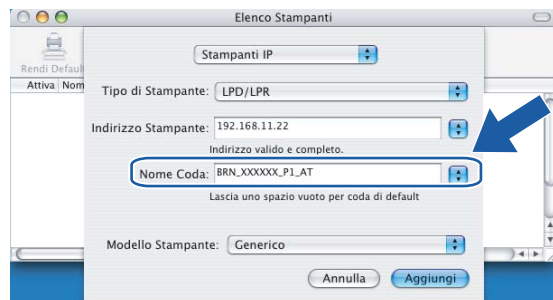 Elenco Stampanti
Stampanti IP
Rendi Defaul
Attiva Nom
Tipo di Stampante: LPD/LPR
Indirizzo Stampante: 192.168.11.22
Indirizzo valido e completo.
Nome Coda: BRN_XXXXXX_P1_AT
Lascia uno spazio vuoto per coda di default
Modello Stampante: Generico
Annulla Aggiungi